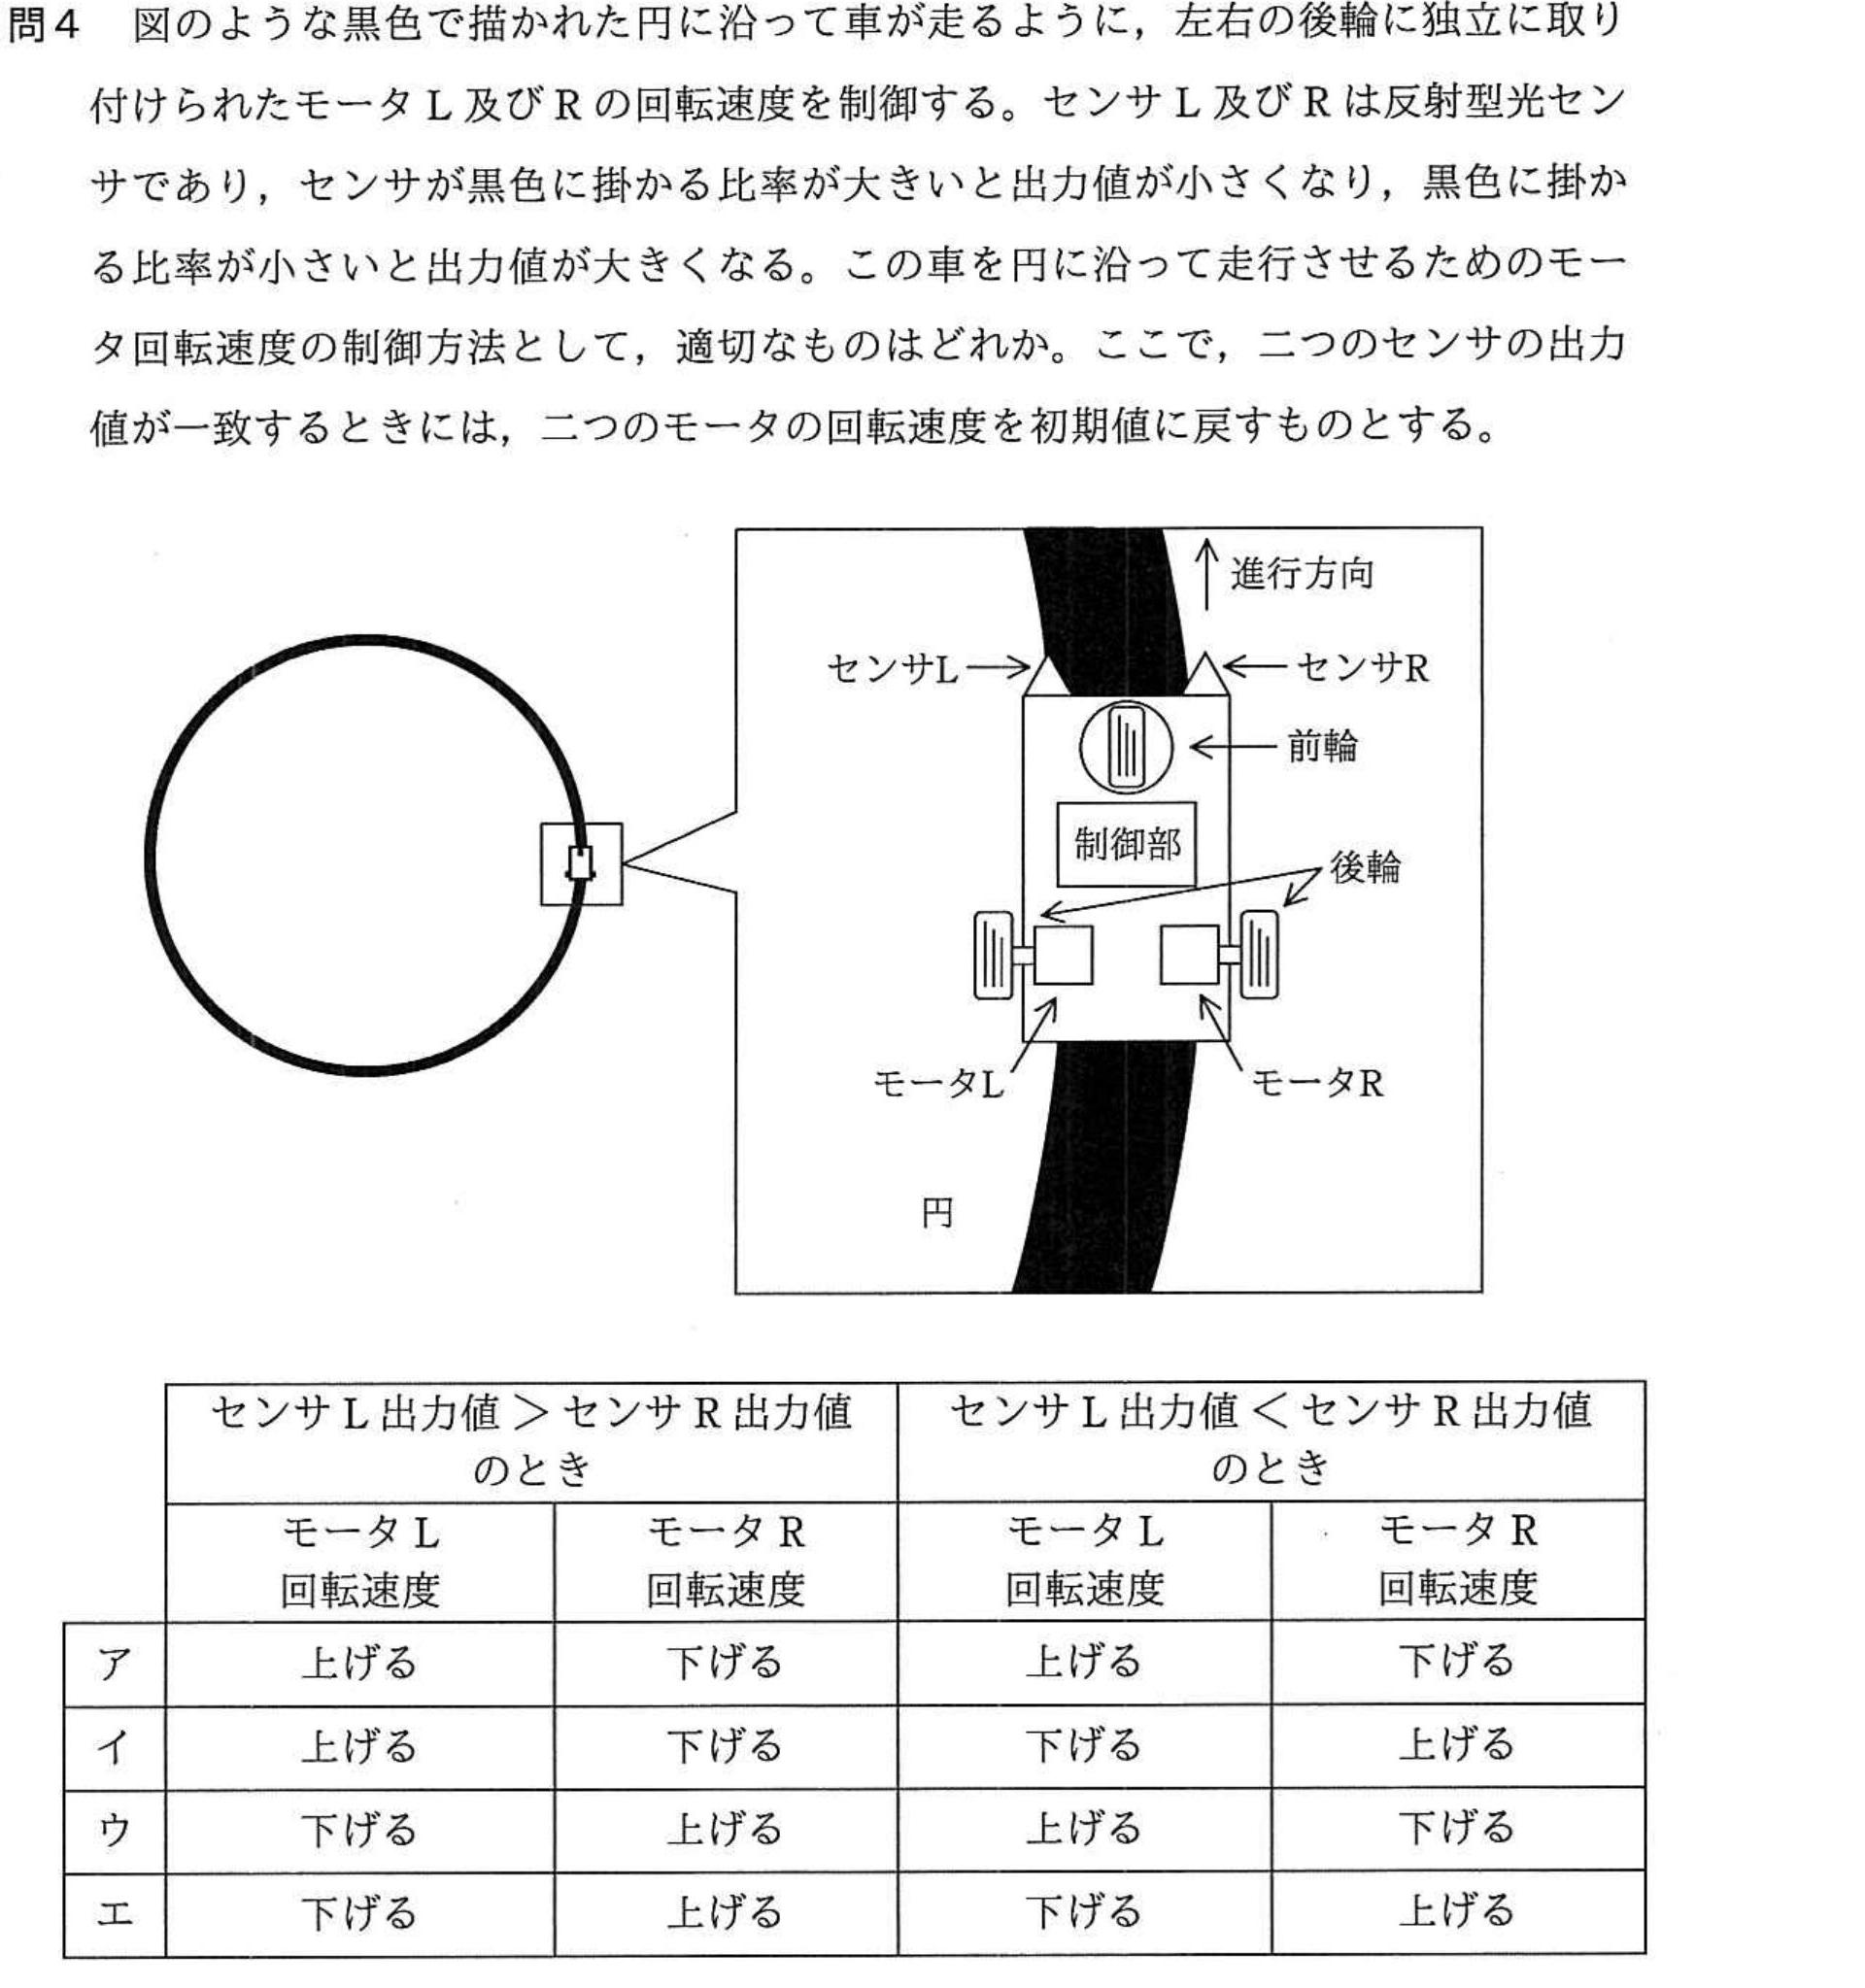 問4 図のような黒色で描かれた円に沿って車が走るように，左右の後輪に独立に取り
付けられたモータL及びRの回転速度を制御する。センサL及びRは反射型光セン
サであり，センサが黒色に掛かる比率が大きいと出力値が小さくなり，黒色に掛か
る比率が小さいと出力値が大きくなる。この車を円に沿って走行させるためのモー
タ回転速度の制御方法として，適切なものはどれか。ここで，二つのセンサの出力
値が一致するときには，二つのモータの回転速度を初期値に戻すものとする。
進行方向
センサL
センサR
前輪
制御部
後輪
モータL
モータR
円
センサL出力値＞センサR出力値
のとき
センサL出力値＜センサR出力値
のとき
モータL
回転速度
モータR
回転速度
モータL
回転速度
モータR
回転速度
ア 上げる 下げる 上げる 下げる
イ 上げる 下げる 下げる 上げる
ウ 下げる 上げる 上げる 下げる
エ 下げる 上げる 下げる 上げる